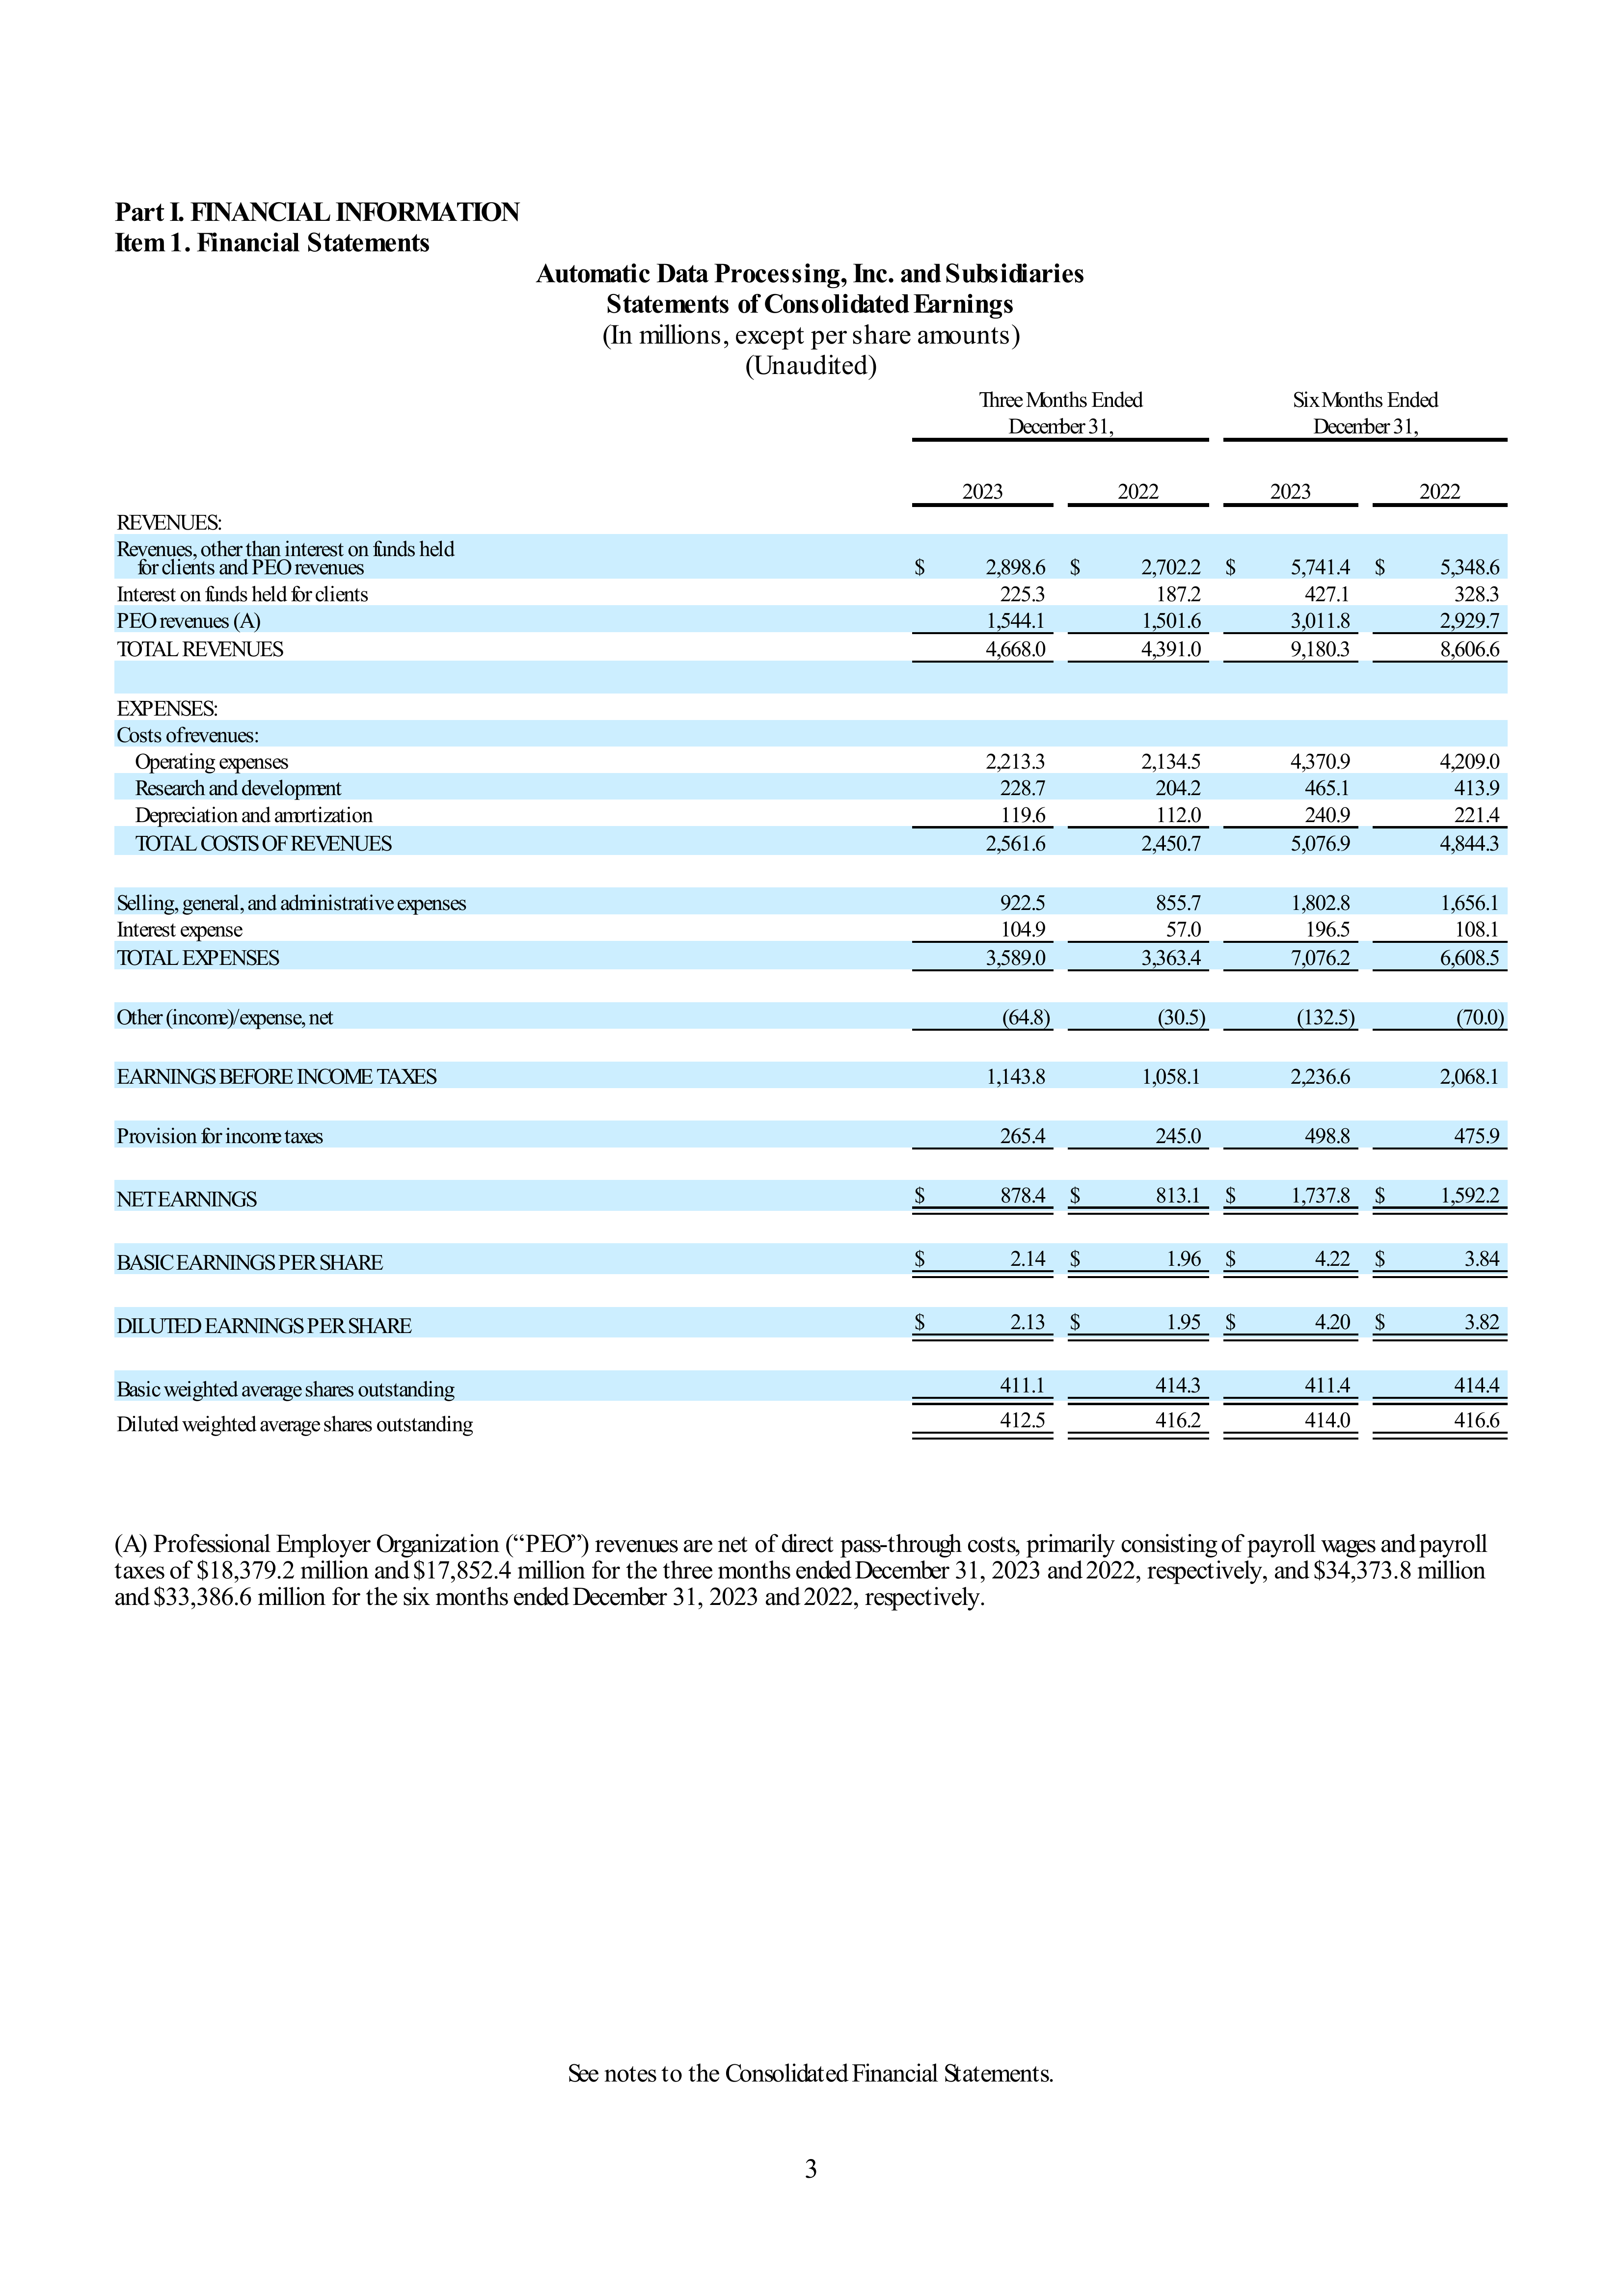 Part I. FINANCIAL INFORMATION
Item 1. Financial Statements
Automatic Data Processing, Inc. and Subsidiaries
Statements of Consolidated Earnings
(In millions, except per share amounts)
(Unaudited)
Three Months Ended Six Months Ended
December 31, December 31,
2023 2022 2023 2022
REVENUES:
Revenues, other than interest on funds held
for clients and PEO revenues $ 2,898.6 $ 2,702.2 $ 5,741.4 $ 5,348.6
Interest on funds held for clients 225.3 187.2 427.1 328.3
PEO revenues (A) 1,544.1 1,501.6 3,011.8 2,929.7
TOTAL REVENUES 4,668.0 4,391.0 9,180.3 8,606.6
EXPENSES:
Costs of revenues:
Operating expenses 2,213.3 2,134.5 4,370.9 4,209.0
Research and development 228.7 204.2 465.1 413.9
Depreciation and amortization 119.6 112.0 240.9 221.4
TOTAL COSTS OF REVENUES 2,561.6 2,450.7 5,076.9 4,844.3
Selling, general, and administrative expenses 922.5 855.7 1,802.8 1,656.1
Interest expense 104.9 57.0 196.5 108.1
TOTAL EXPENSES 3,589.0 3,363.4 7,076.2 6,608.5
Other (income)/expense, net (64.8) (30.5) (132.5) (70.0)
EARNINGS BEFORE INCOME TAXES 1,143.8 1,058.1 2,236.6 2,068.1
Provision for income taxes 265.4 245.0 498.8 475.9
NET EARNINGS $ 878.4 $ 813.1 $ 1,737.8 $ 1,592.2
BASIC EARNINGS PER SHARE $ 2.14 $ 1.96 $ 4.22 $ 3.84
DILUTED EARNINGS PER SHARE $ 2.13 $ 1.95 $ 4.20 $ 3.82
Basic weighted average shares outstanding 411.1 414.3 411.4 414.4
Diluted weighted average shares outstanding 412.5 416.2 414.0 416.6
(A) Professional Employer Organization (“PEO”) revenues are net of direct pass-through costs, primarily consisting of payroll wages and payroll
taxes of $18,379.2 million and $17,852.4 million for the three months ended December 31, 2023 and 2022, respectively, and $34,373.8 million
and $33,386.6 million for the six months ended December 31, 2023 and 2022, respectively.
See notes to the Consolidated Financial Statements.
3